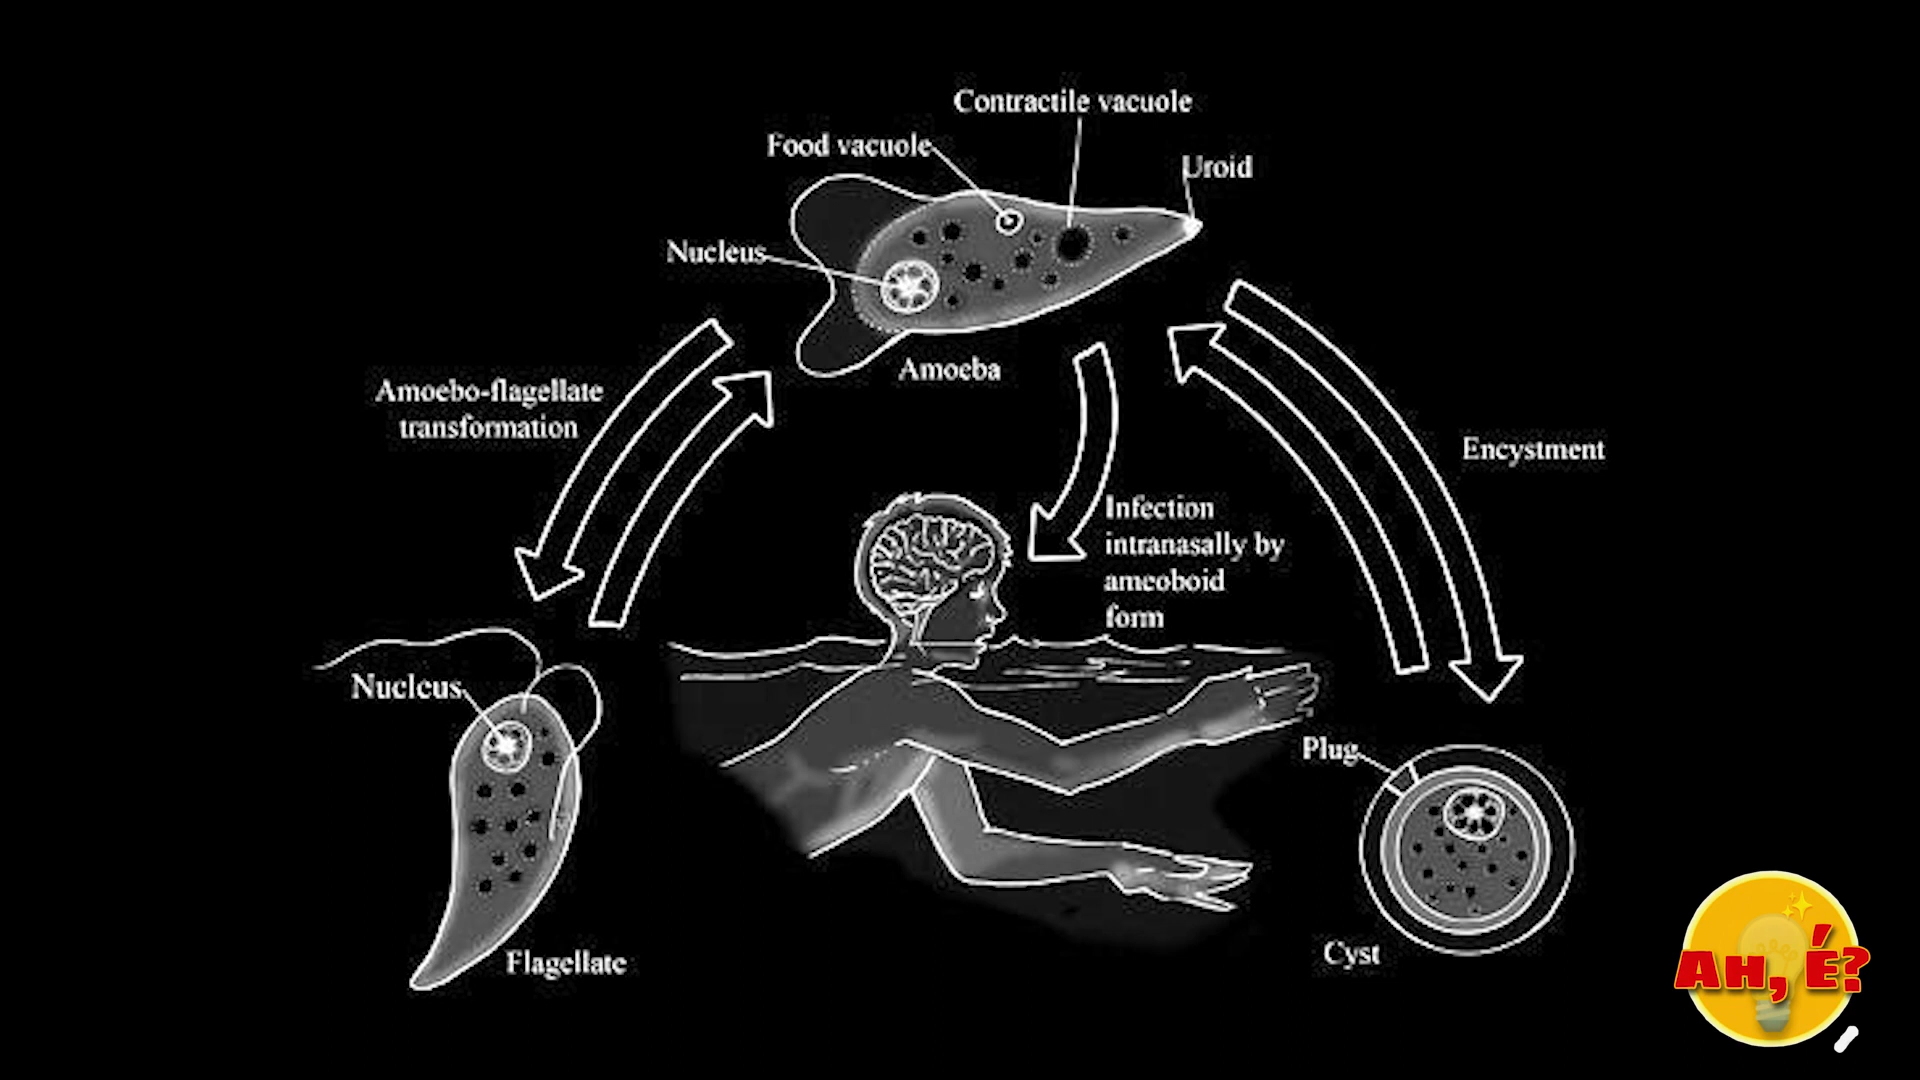 Contractile vacuole
Food vacuole
Uroid
Nucleus
Amoeba
Amoebo-flagellate
transformation
Encystment
Infection
intranasally by
ameoboid
form
Nucleus
Plug
Flagellate
Cyst
AH, É?